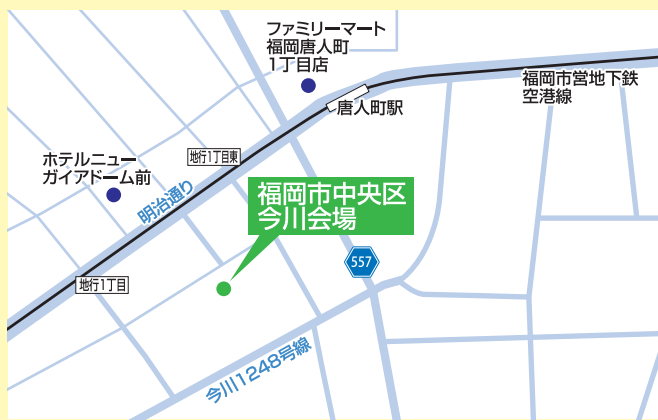 ファミリーマート
福岡唐人町
1丁目店
福岡市営地下鉄
空港線
唐人町駅
地行1丁目東
ホテルニュー
ガイアドーム前
明治通り
福岡市中央区
今川会場
557
地行1丁目
今川1248号線